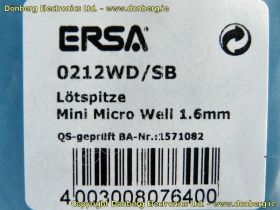 Donberg Electronics Ltd. - www.donberg.ie
ERSA
0212WD/SB
Lötspitze
Mini Micro Well 1.6mm
QS-geprüft BA-Nr.:1571082
4003008076400
Donberg Electronics Ltd. - www.donberg.ie